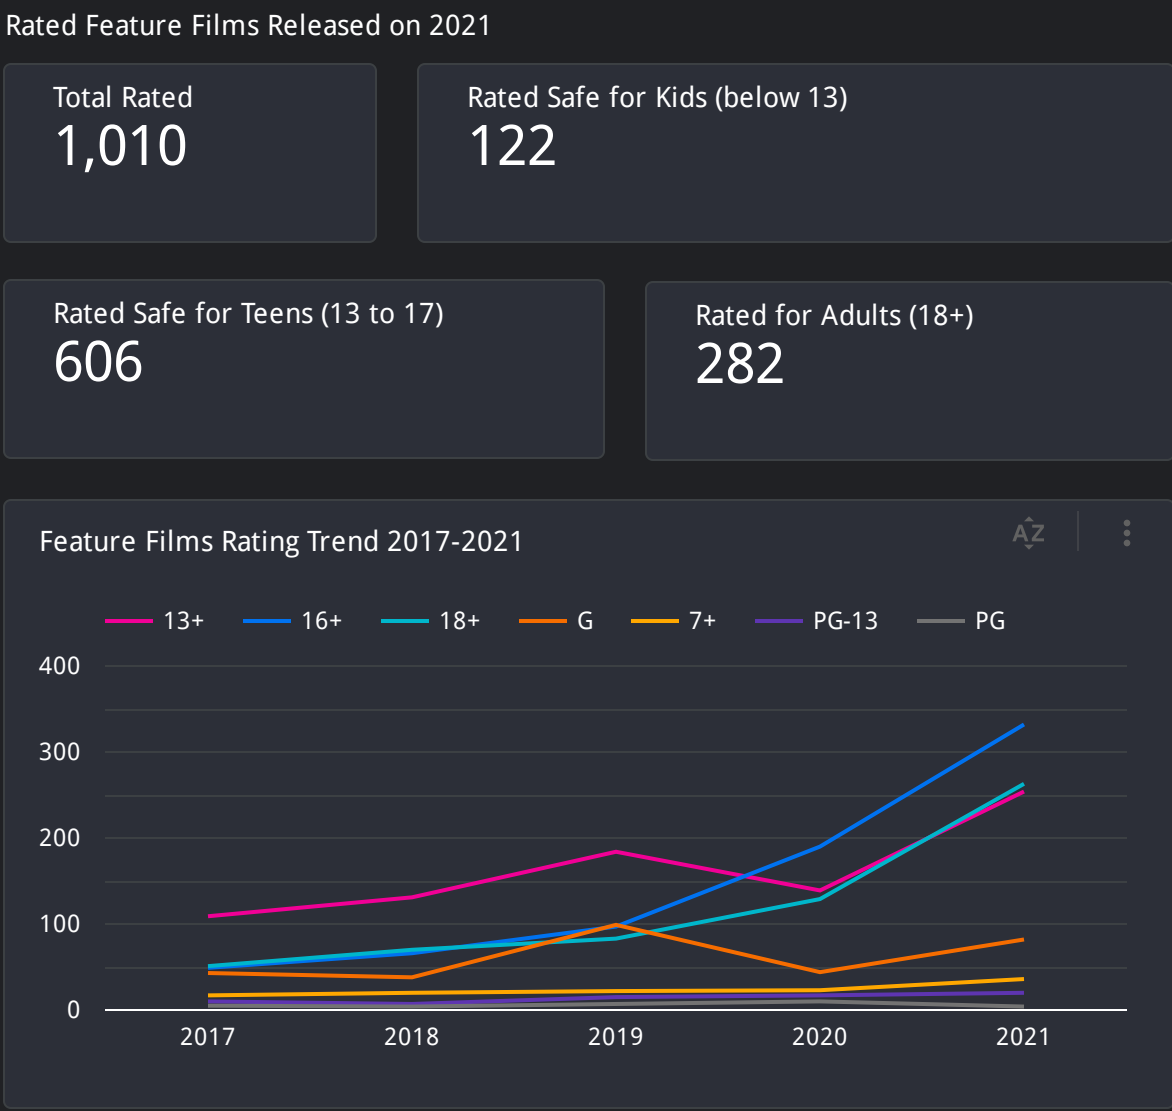 Rated Feature Films Released on 2021
Total Rated
1,010
Rated Safe for Kids (below 13)
122
Rated Safe for Teens (13 to 17)
606
Rated for Adults (18+)
282
Feature Films Rating Trend 2017-2021
AZ
13+ 16+ 18+ G 7+ PG-13 PG
400
300
200
100
0
2017 2018 2019 2020 2021